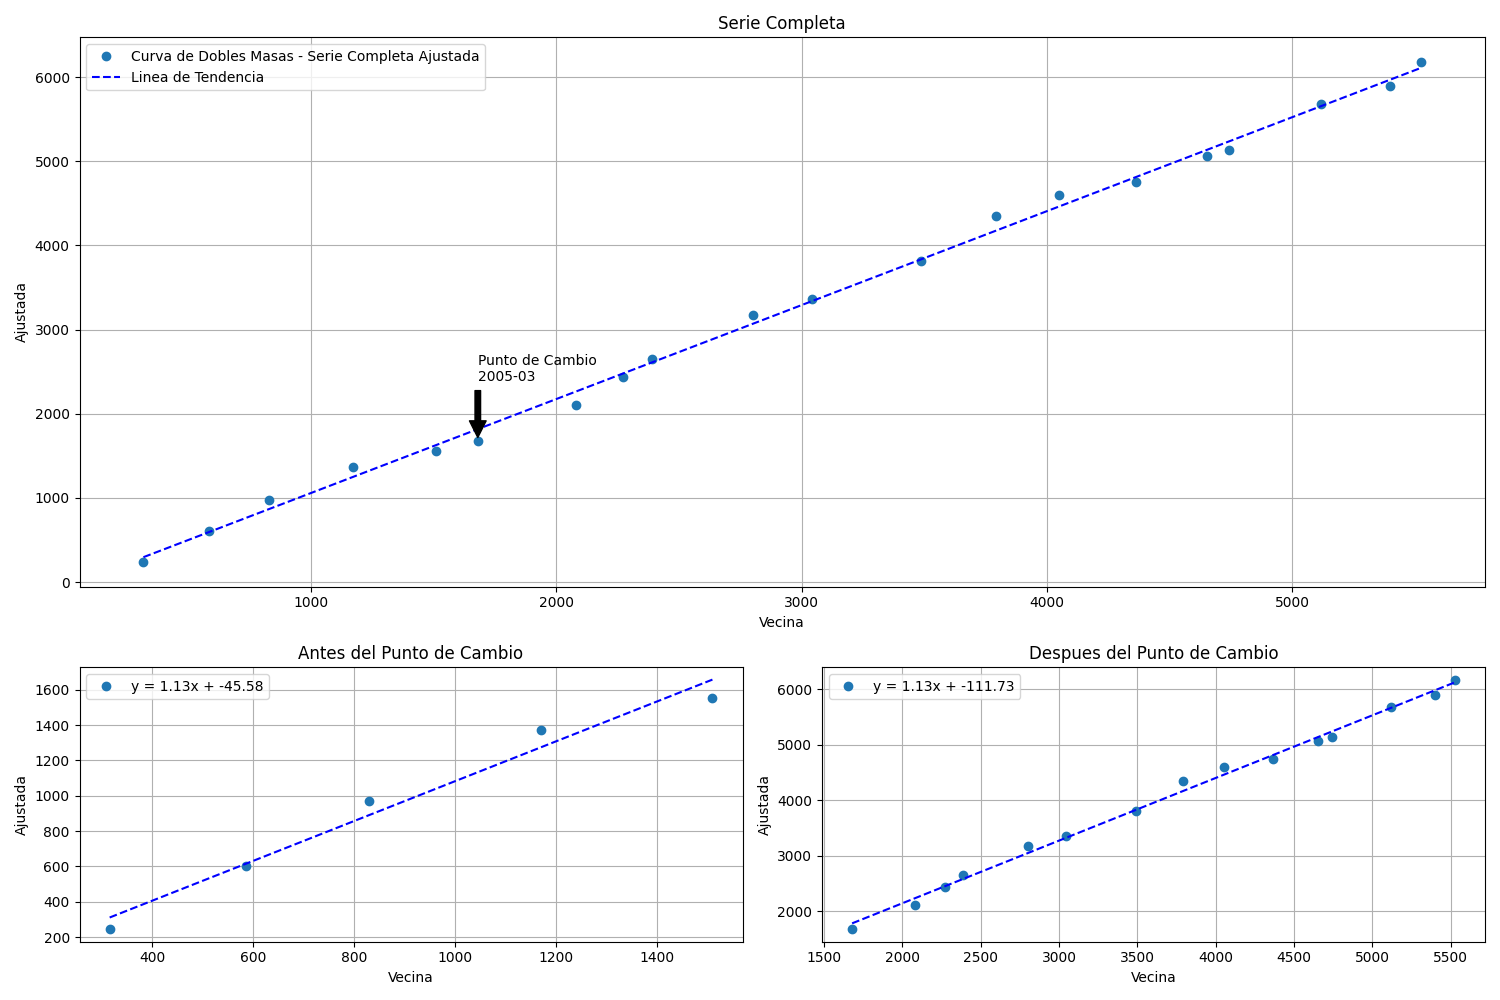 Serie Completa
Curva de Dobles Masas - Serie Completa Ajustada
Linea de Tendencia
6000
5000
4000
3000
2000
1000
0
Ajustada
Punto de Cambio
2005-03
1000 2000 3000 4000 5000
Vecina
Antes del Punto de Cambio
y = 1.13x + -45.58
1600
1400
1200
1000
800
600
400
200
Ajustada
400 600 800 1000 1200 1400
Vecina
Despues del Punto de Cambio
y = 1.13x + -111.73
6000
5000
4000
3000
2000
Ajustada
1500 2000 2500 3000 3500 4000 4500 5000 5500
Vecina